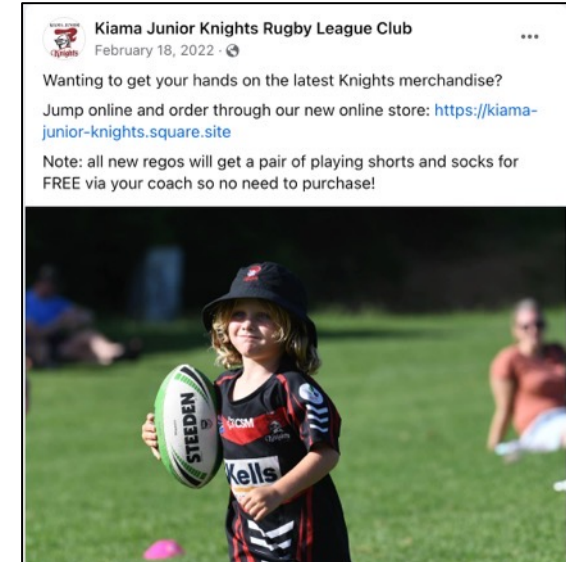 Kiama Junior Knights Rugby League Club
February 18, 2022 ·
Wanting to get your hands on the latest Knights merchandise?
Jump online and order through our new online store: https://kiama-
junior-knights.square.site
Note: all new regos will get a pair of playing shorts and socks for
FREE via your coach so no need to purchase!
STEEDEN
CSM
Knights
Kells